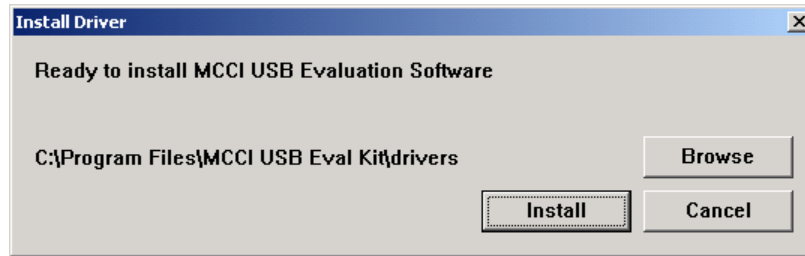 Install Driver
Ready to install MCCI USB Evaluation Software
C:\Program Files\MCCI USB Eval Kit\drivers
Browse
Install
Cancel